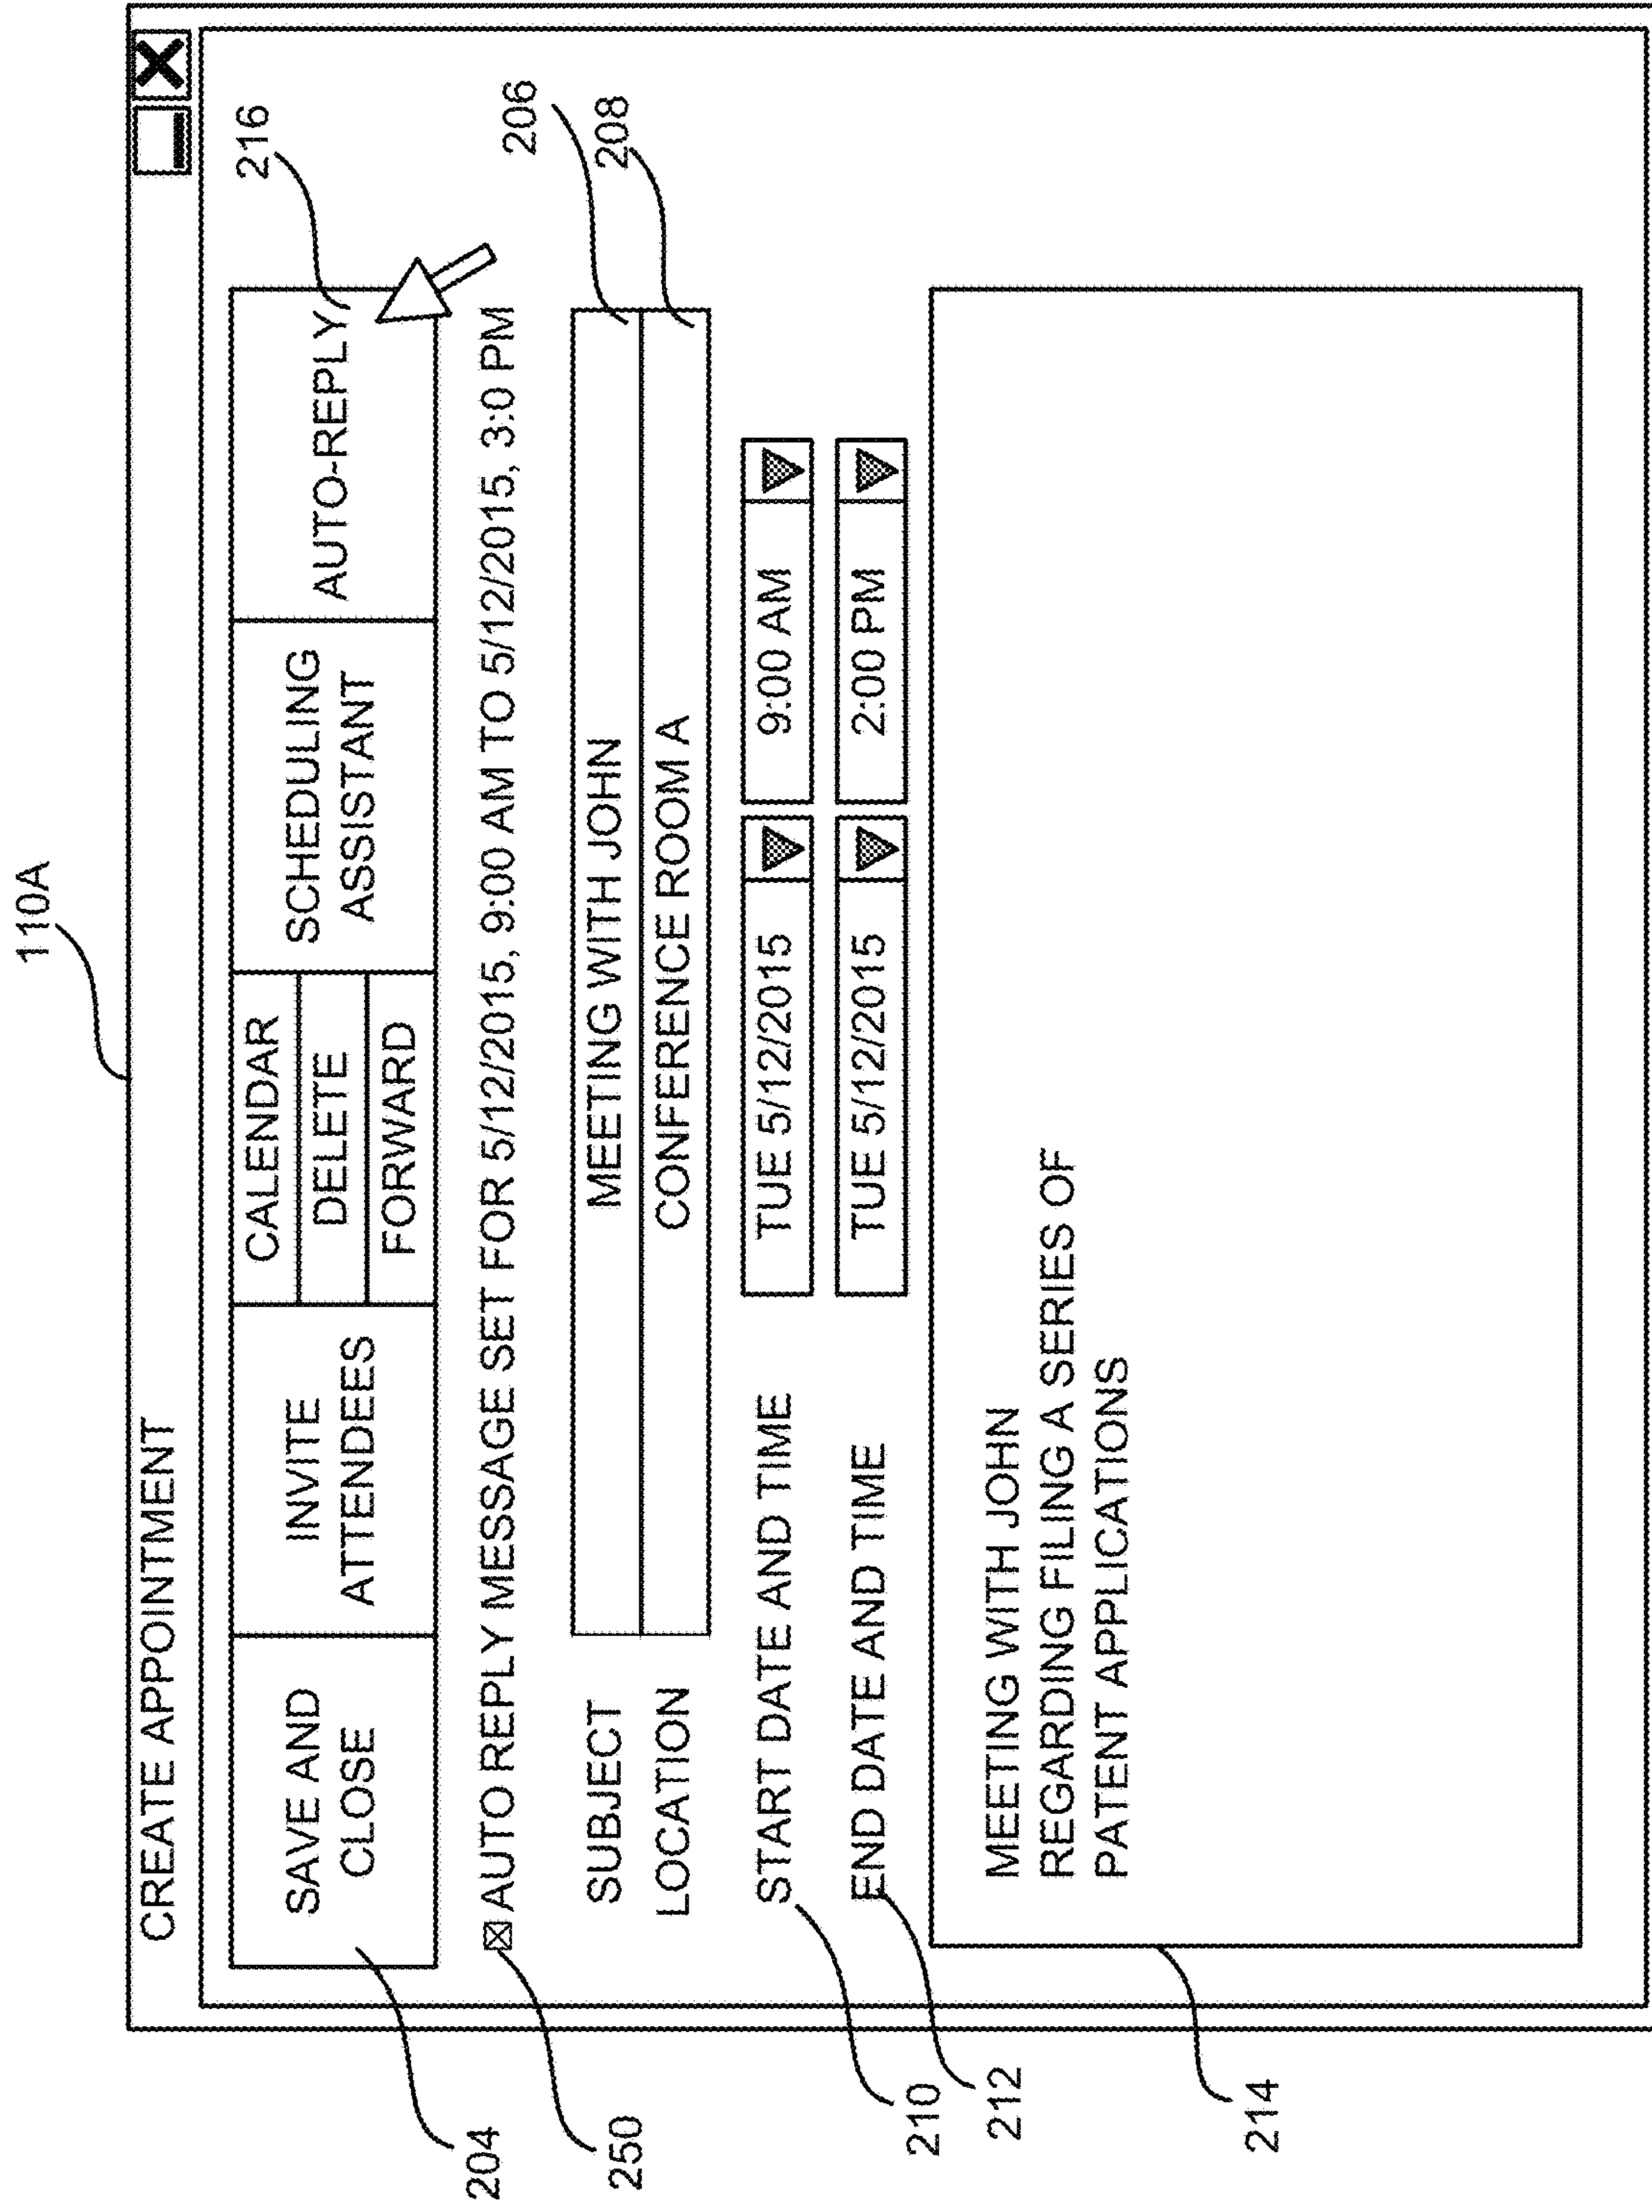 110A
CREATE APPOINTMENT
SAVE AND
CLOSE
INVITE
ATTENDEES
CALENDAR
DELETE
FORWARD
SCHEDULING
ASSISTANT
AUTO-REPLY
216
204
AUTO REPLY MESSAGE SET FOR 5/12/2015, 9:00 AM TO 5/12/2015, 3:0 PM
250
SUBJECT
MEETING WITH JOHN
206
LOCATION
CONFERENCE ROOM A
208
START DATE AND TIME
TUE 5/12/2015
9:00 AM
210
END DATE AND TIME
TUE 5/12/2015
2:00 PM
212
MEETING WITH JOHN
REGARDING FILING A SERIES OF
PATENT APPLICATIONS
214